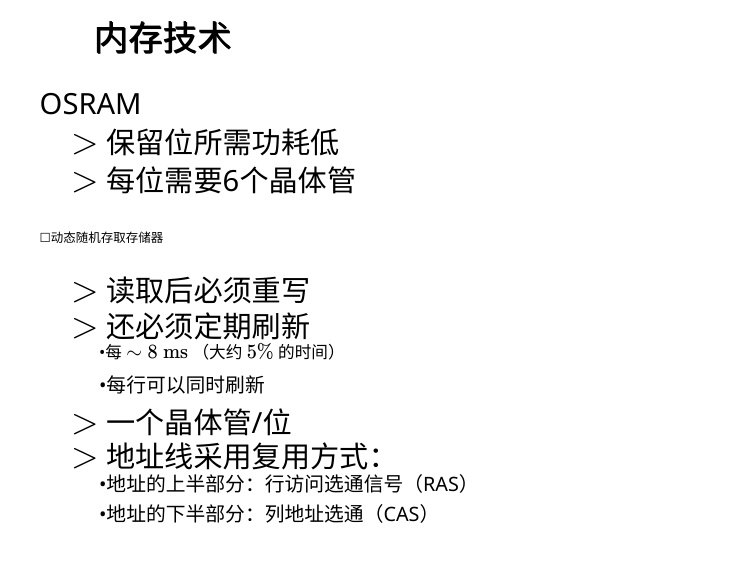 内存技术
OSRAM
> 保留位所需功耗低
> 每位需要6个晶体管
☐动态随机存取存储器
> 读取后必须重写
> 还必须定期刷新
•每 ~ 8 ms （大约 5% 的时间）
•每行可以同时刷新
> 一个晶体管/位
> 地址线采用复用方式：
•地址的上半部分：行访问选通信号（RAS）
•地址的下半部分：列地址选通（CAS）